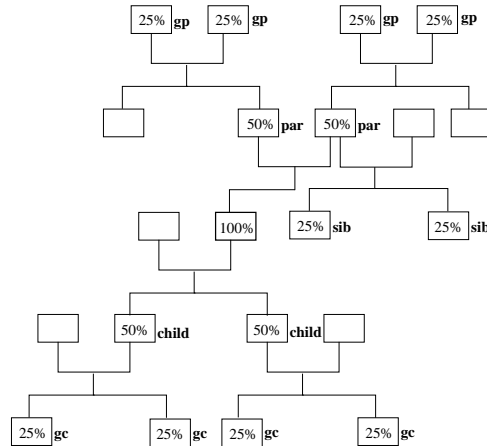 25% gp 25% gp 25% gp 25% gp
50% par 50% par
100% 25% sib 25% sib
50% child 50% child
25% gc 25% gc 25% gc 25% gc